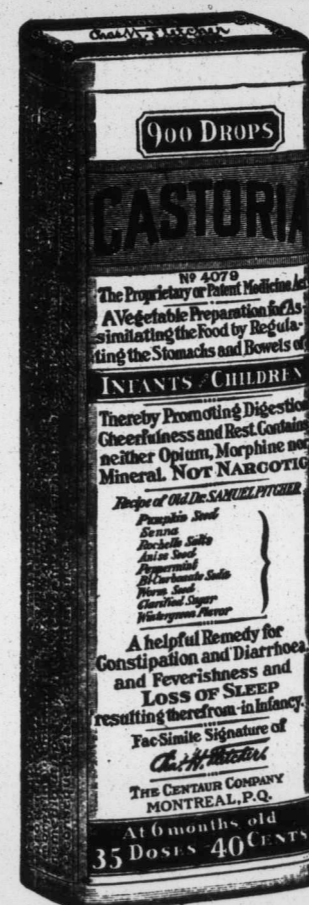 Chas. H. Fletcher
900 DROPS
CASTORIA
Nº 4079
The Proprietary or Patent Medicine Act
A Vegetable Preparation for As-
similating the Food by Regula-
ting the Stomachs and Bowels of
INFANTS CHILDREN
Thereby Promoting Digestion
Cheerfulness and Rest. Contains
neither Opium, Morphine nor
Mineral. NOT NARCOTIC
Recipe of Old Dr. SAMUEL PITCHER
Pumpkin Seed
Senna
Rochelle Salts
Anise Seed
Peppermint
Bi Carbonate Soda
Worm Seed
Clarified Sugar
Wintergreen Flavor
A helpful Remedy for
Constipation and Diarrhoea,
and Feverishness and
LOSS OF SLEEP
resulting therefrom-in Infancy.
Fac-Simile Signature of
Chas. H. Fletcher.
THE CENTAUR COMPANY
MONTREAL, P.Q.
At 6 months old
35 DOSES - 40 CENTS